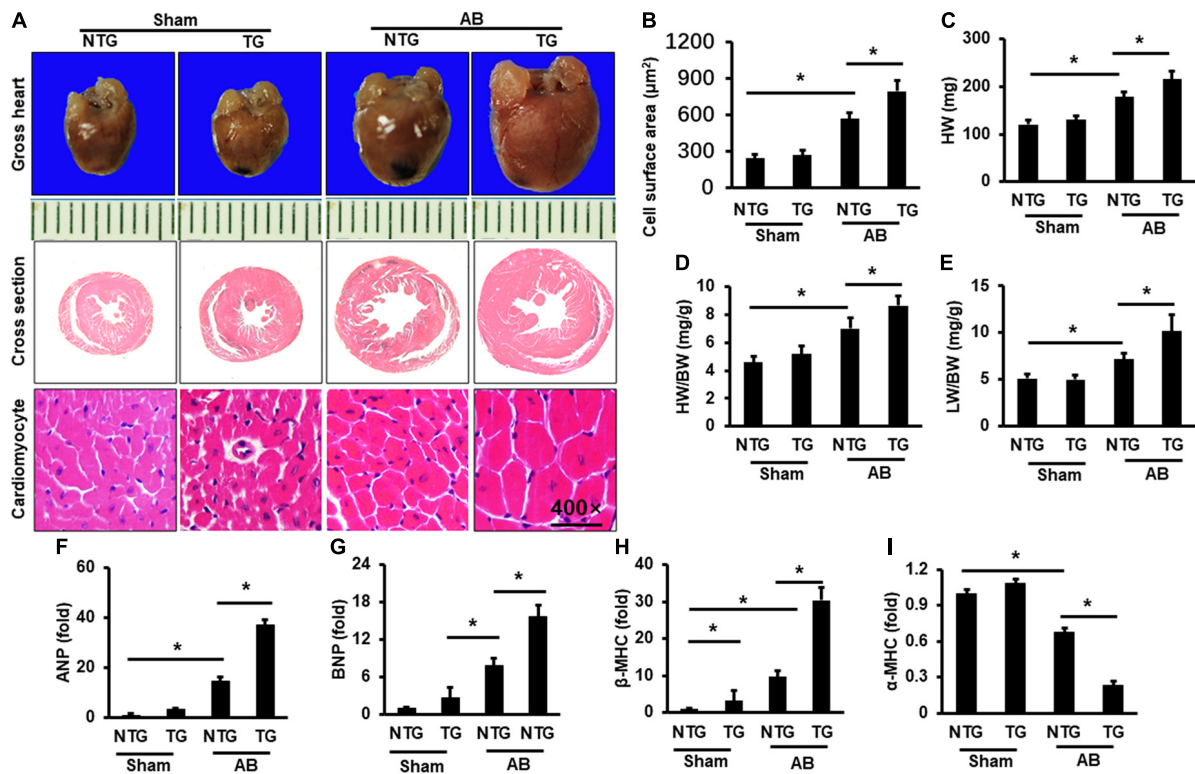 A
Sham
AB
NTG
TG
NTG
TG
Gross heart
Cross section
Cardiomyocyte
400×
B
Cell surface area (µm²)
1200
900
600
300
0
*
*
NTG
TG
NTG
TG
Sham
AB
C
HW (mg)
300
200
100
0
*
*
NTG
TG
NTG
TG
Sham
AB
D
HW/BW (mg/g)
10
8
6
4
2
0
*
*
NTG
TG
NTG
TG
Sham
AB
E
LW/BW (mg/g)
15
10
5
0
*
*
NTG
TG
NTG
TG
Sham
AB
F
ANP (fold)
60
40
20
0
*
*
NTG
TG
NTG
TG
Sham
AB
G
BNP (fold)
24
18
12
6
0
*
*
NTG
TG
NTG
NTG
Sham
AB
H
β-MHC (fold)
40
30
20
10
0
*
*
*
NTG
TG
NTG
TG
Sham
AB
I
α-MHC (fold)
1.2
0.9
0.6
0.3
0
*
*
NTG
TG
NTG
TG
Sham
AB